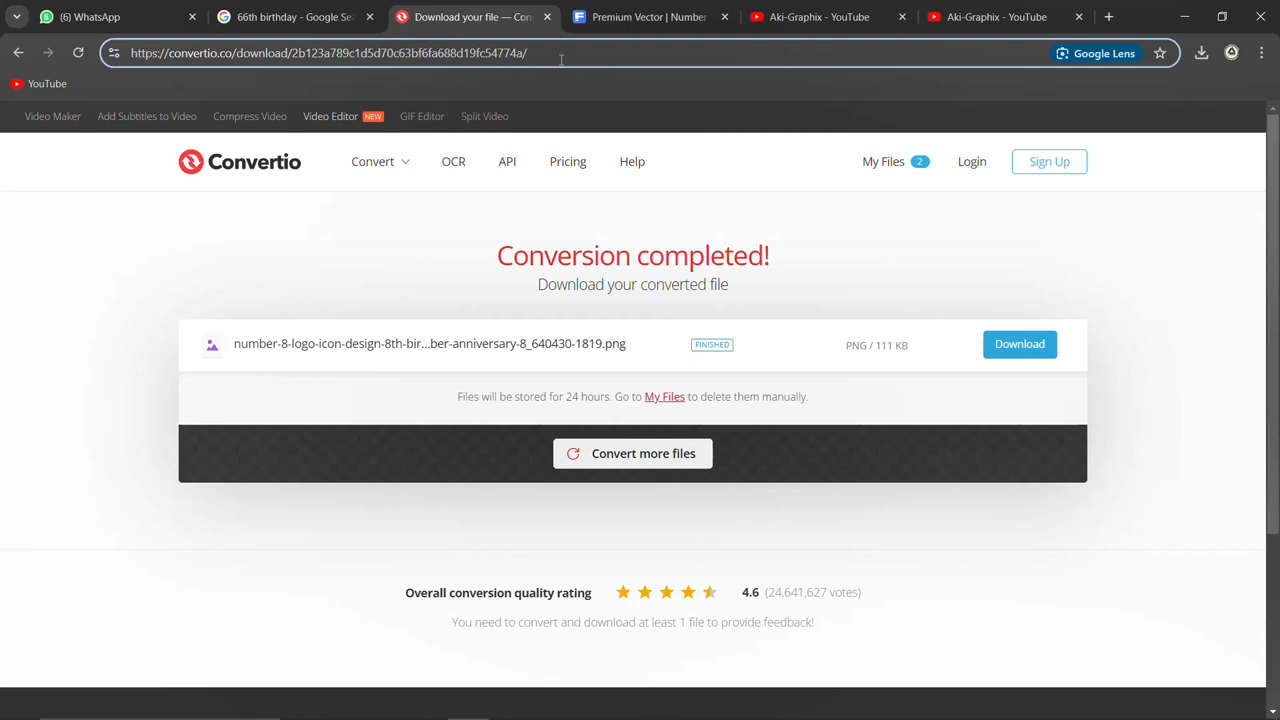 (6) WhatsApp
66th birthday - Google Sea
Download your file — Con
Premium Vector | Number
Aki-Graphix - YouTube
Aki-Graphix - YouTube
https://convertio.co/download/2b123a789c1d5d70c63bf6fa688d19fc54774a/
Google Lens
YouTube
Video Maker
Add Subtitles to Video
Compress Video
Video Editor NEW
GIF Editor
Split Video
Convertio
Convert
OCR
API
Pricing
Help
My Files 2
Login
Sign Up
Conversion completed!
Download your converted file
number-8-logo-icon-design-8th-bir...ber-anniversary-8_640430-1819.png
FINISHED
PNG / 111 KB
Download
Files will be stored for 24 hours. Go to My Files to delete them manually.
Convert more files
Overall conversion quality rating
4.6 (24,641,627 votes)
You need to convert and download at least 1 file to provide feedback!